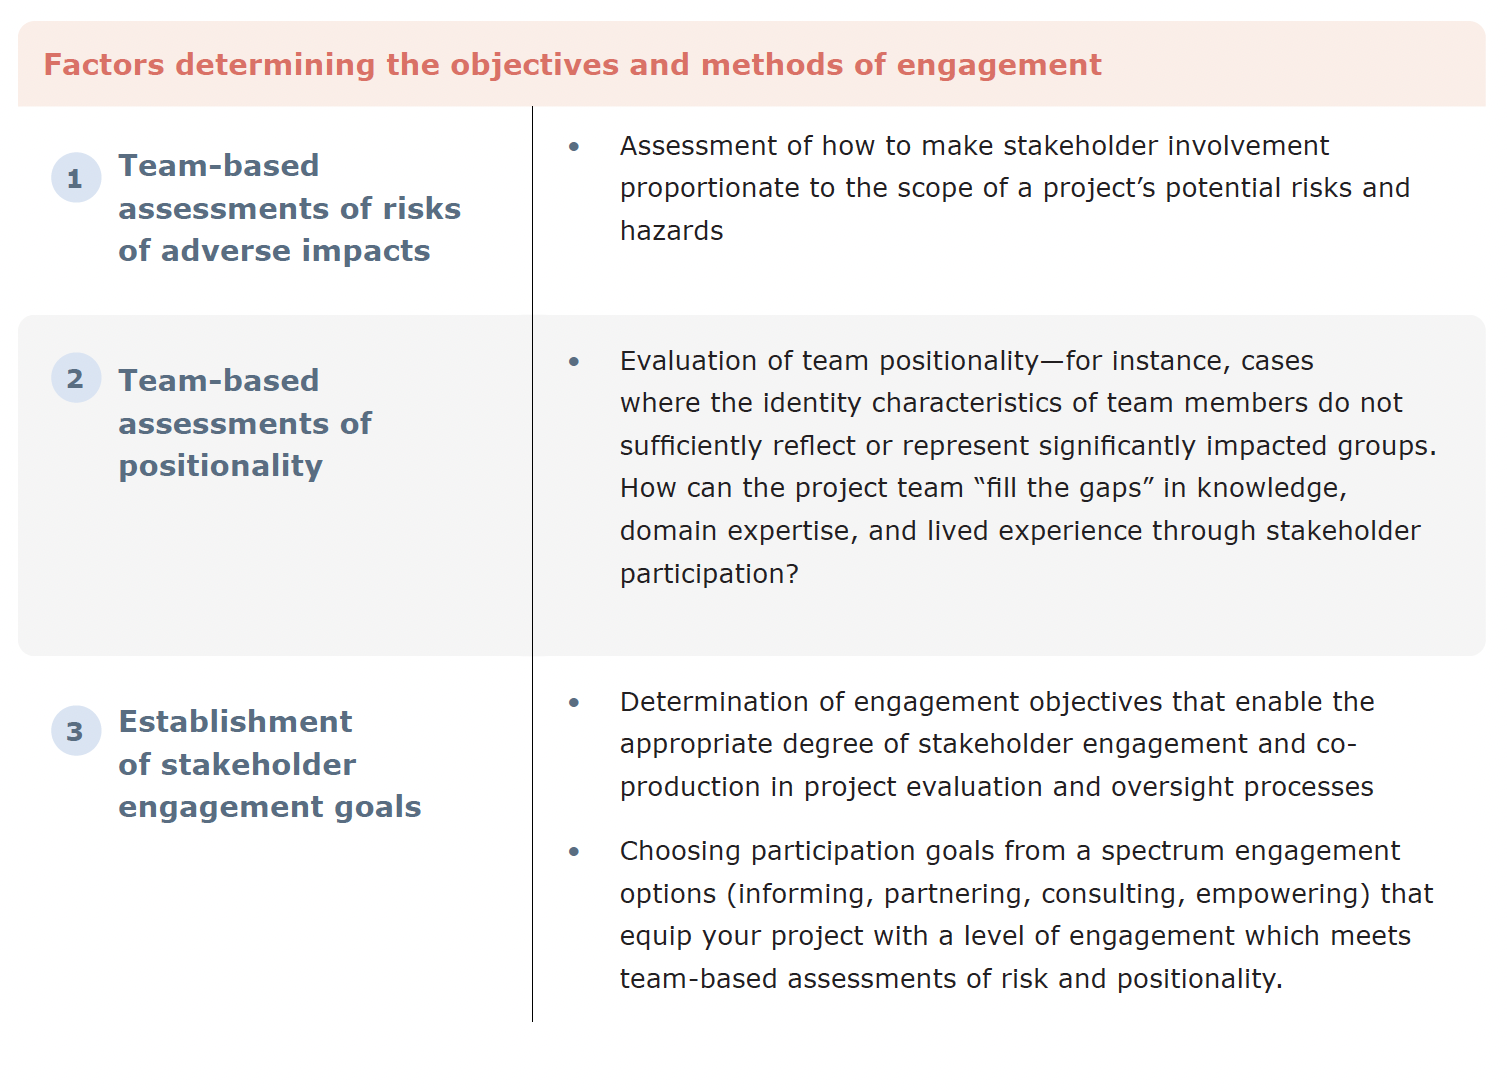 Factors determining the objectives and methods of engagement
1
Team-based
assessments of risks
of adverse impacts
• Assessment of how to make stakeholder involvement
proportionate to the scope of a project’s potential risks and
hazards
2
Team-based
assessments of
positionality
• Evaluation of team positionality—for instance, cases
where the identity characteristics of team members do not
sufficiently reflect or represent significantly impacted groups.
How can the project team “fill the gaps” in knowledge,
domain expertise, and lived experience through stakeholder
participation?
3
Establishment
of stakeholder
engagement goals
• Determination of engagement objectives that enable the
appropriate degree of stakeholder engagement and co-
production in project evaluation and oversight processes
• Choosing participation goals from a spectrum engagement
options (informing, partnering, consulting, empowering) that
equip your project with a level of engagement which meets
team-based assessments of risk and positionality.